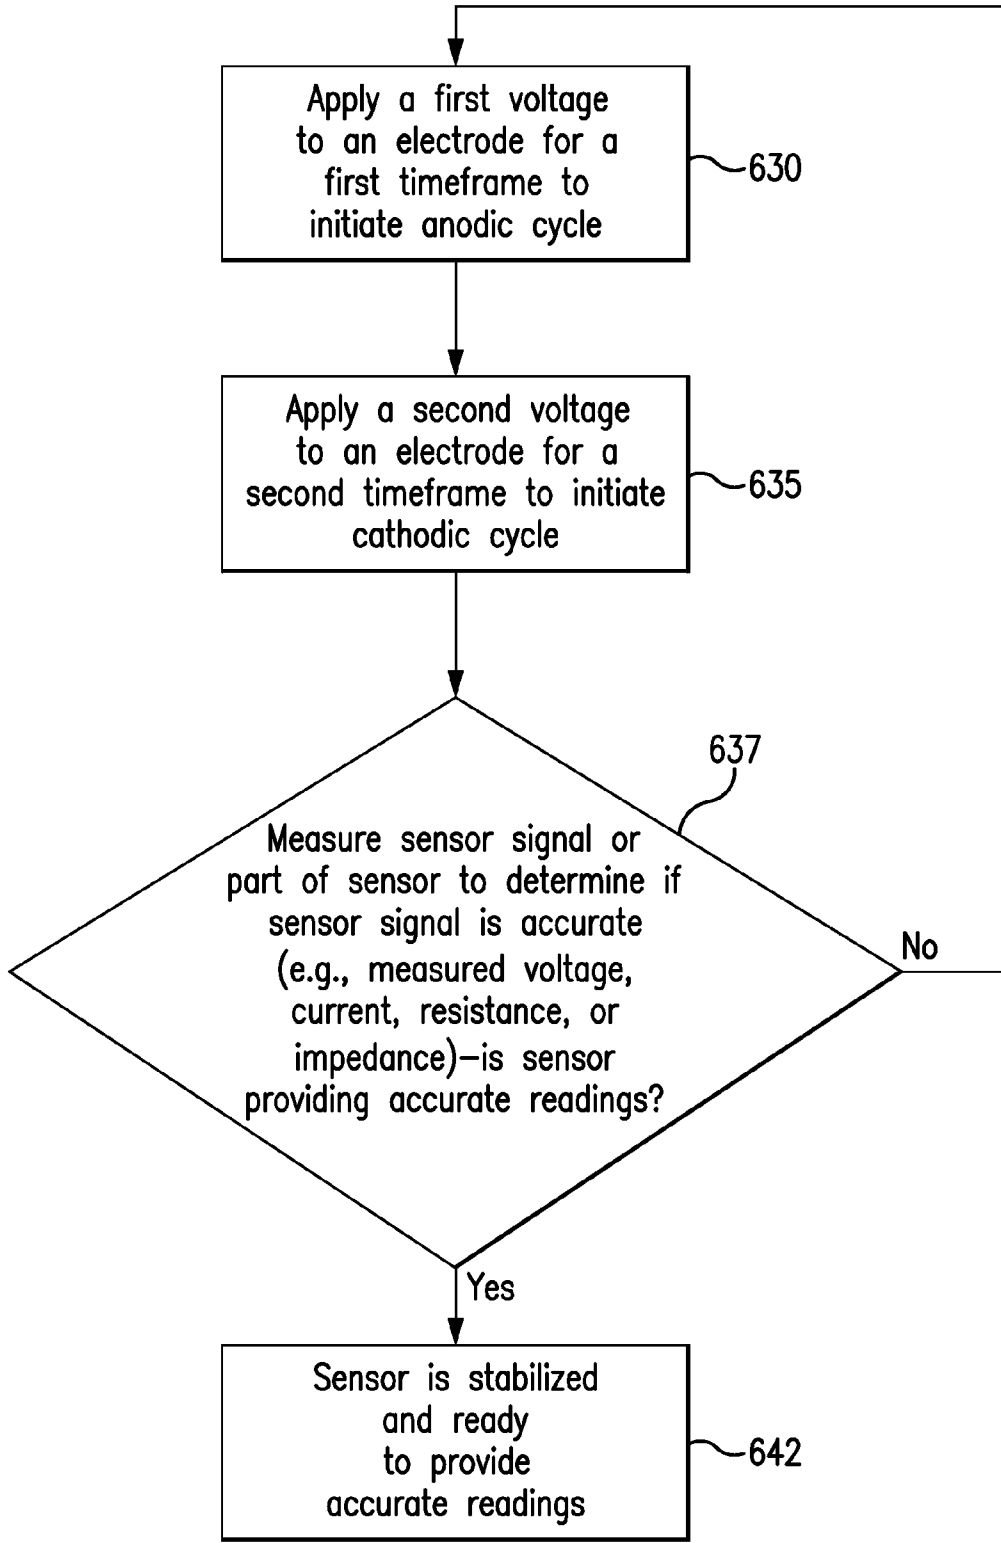 Apply a first voltage
to an electrode for a
first timeframe to
initiate anodic cycle
630
Apply a second voltage
to an electrode for a
second timeframe to initiate
cathodic cycle
635
637
Measure sensor signal or
part of sensor to determine if
sensor signal is accurate
(e.g., measured voltage,
current, resistance, or
impedance)–is sensor
providing accurate readings?
No
Yes
Sensor is stabilized
and ready
to provide
accurate readings
642